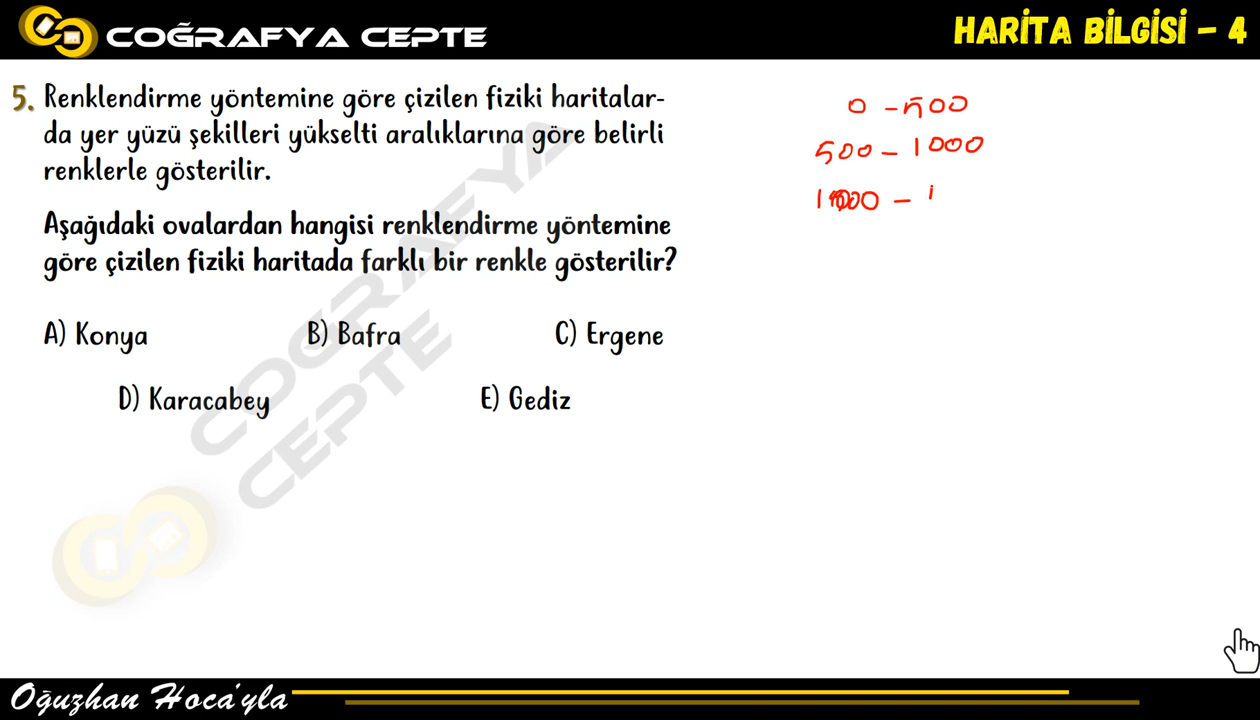 COĞRAFYA CEPTE
HARİTA BİLGİSİ - 4
5. Renklendirme yöntemine göre çizilen fiziki haritalar-
da yer yüzü şekilleri yükselti aralıklarına göre belirli
renklerle gösterilir.
Aşağıdaki ovalardan hangisi renklendirme yöntemine
göre çizilen fiziki haritada farklı bir renkle gösterilir?
A) Konya B) Bafra C) Ergene
D) Karacabey E) Gediz
0 - 500
500 - 1000
COĞRAFYA
CEPTE
Oğuzhan Hoca'yla